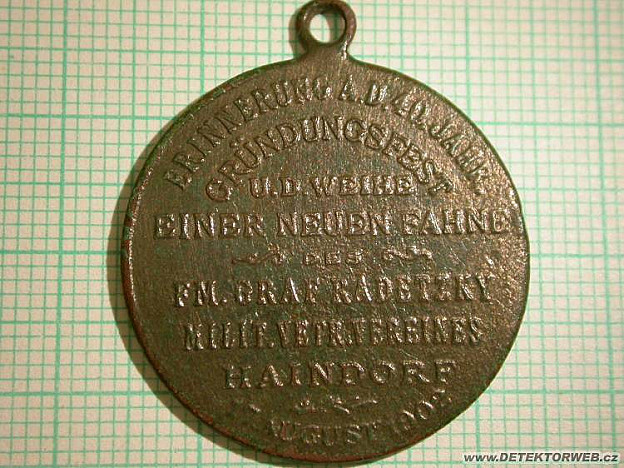 ERINNERUNG A.D. 40. JÄHR.
GRÜNDUNGSFEST
U.D. WEIHE
EINER NEUEN FAHNE
DES
FM. GRAF RADETZKY
MILIT. VETR. VEREINES
HAINDORF
AUGUST 1902
www.DETEKTORWEB.cz